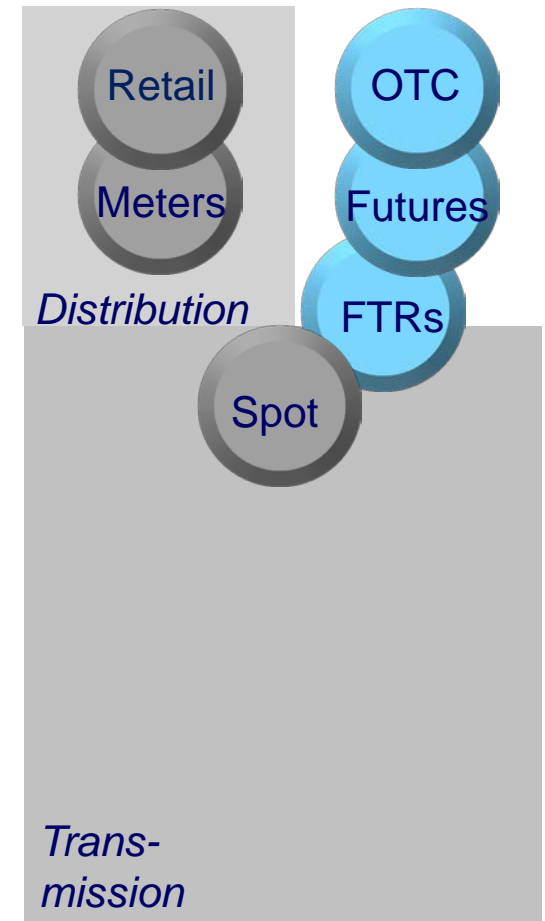 Retail
OTC
Meters
Futures
Distribution
FTRs
Spot
Trans-
mission